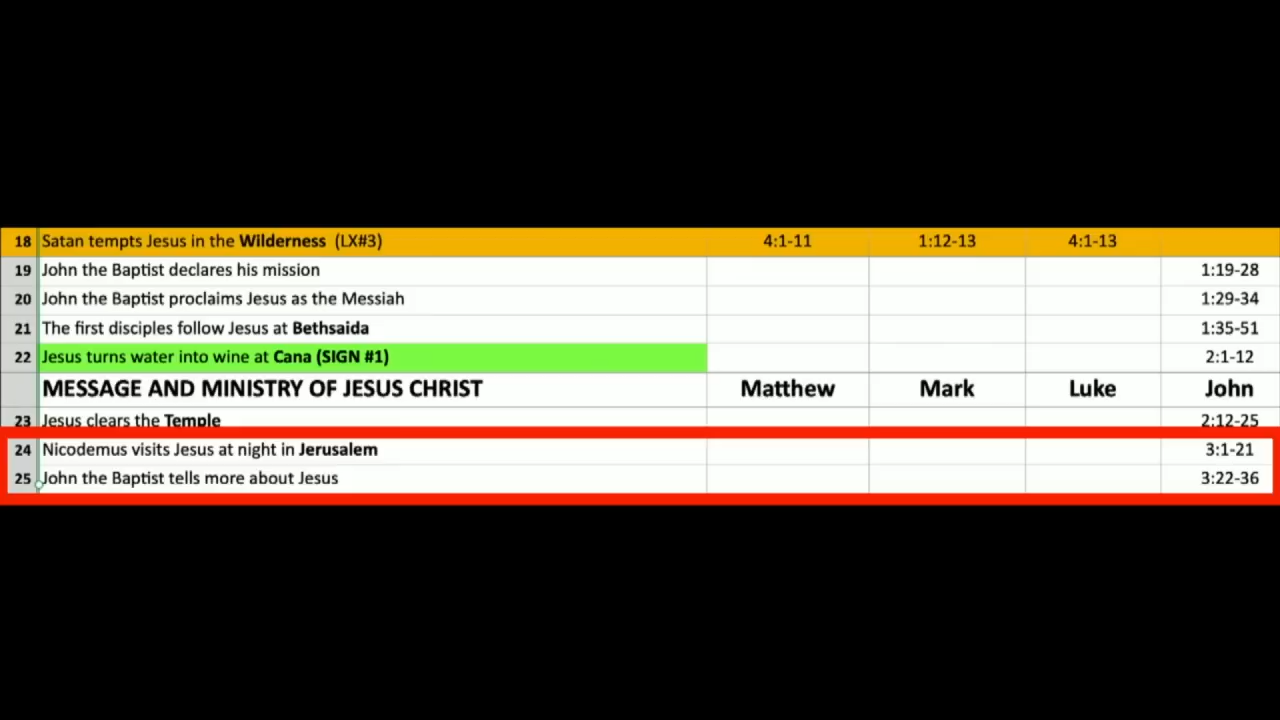 18 Satan tempts Jesus in the Wilderness (LX#3) 4:1-11 1:12-13 4:1-13
19 John the Baptist declares his mission 1:19-28
20 John the Baptist proclaims Jesus as the Messiah 1:29-34
21 The first disciples follow Jesus at Bethsaida 1:35-51
22 Jesus turns water into wine at Cana (SIGN #1) 2:1-12
MESSAGE AND MINISTRY OF JESUS CHRIST Matthew Mark Luke John
23 Jesus clears the Temple 2:12-25
24 Nicodemus visits Jesus at night in Jerusalem 3:1-21
25 John the Baptist tells more about Jesus 3:22-36